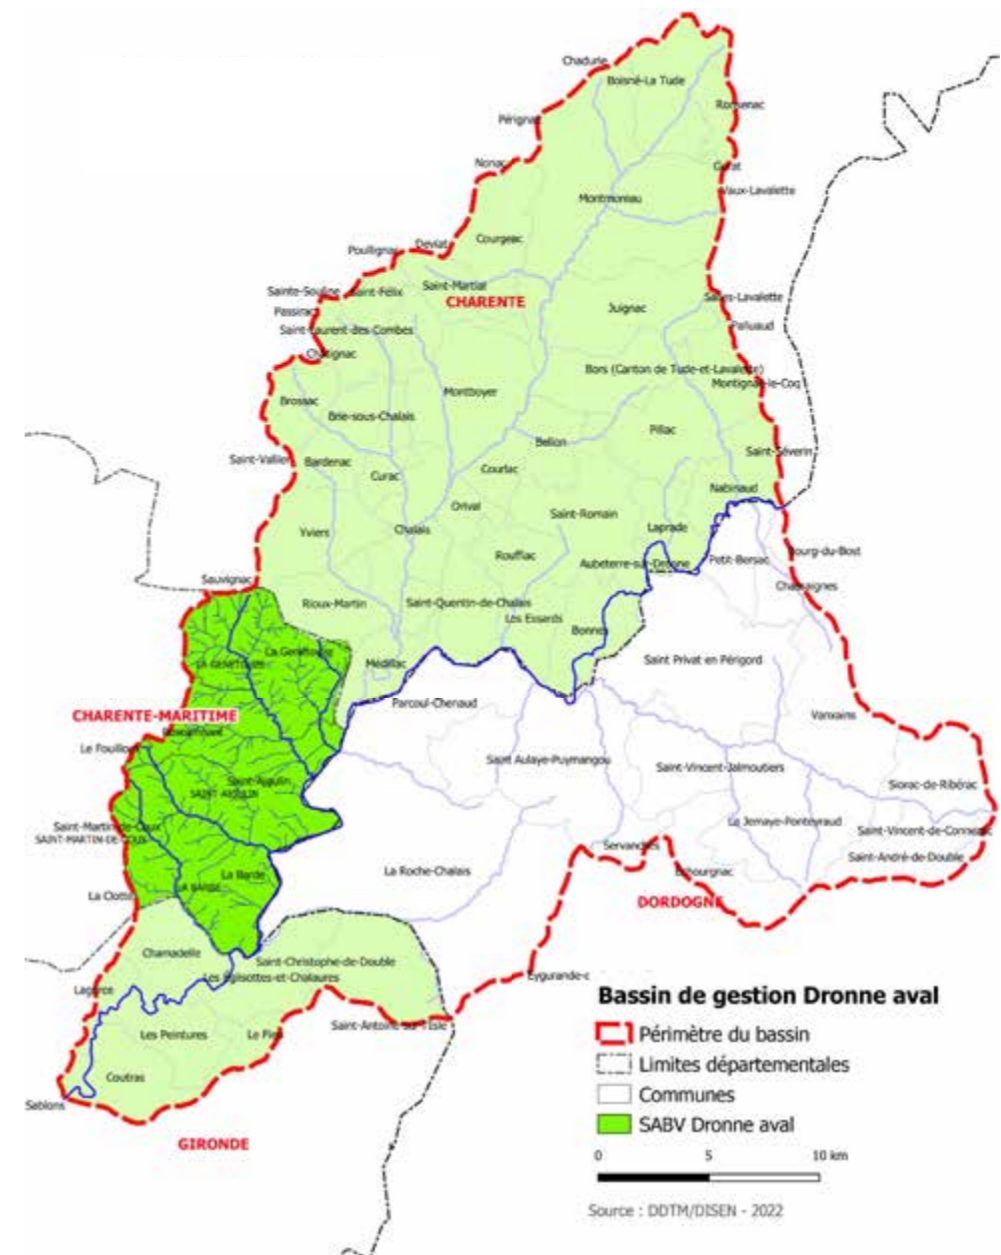 Chadurie
Boisné-La Tude
Ronsenac
Pérignac
Nonac
Gurat
Vaux-Lavalette
Montmoreau
Courgeac
Deviat
Poullignac
Saint-Martial
Sainte-Souline
Saint-Félix
CHARENTE
Salles-Lavalette
Juignac
Passirac
Palluaud
Saint-Laurent-des-Combes
Châtignac
Bors (Canton de Tude-et-Lavalette)
Montignac-le-Coq
Montboyer
Brossac
Brie-sous-Chalais
Pillac
Bellon
Saint-Séverin
Saint-Vallier
Bardenac
Courlac
Curac
Nabinaud
Orival
Saint-Romain
Laprade
Chalais
Yviers
Rouffiac
Petit-Bersac
Bourg-du-Bost
Aubeterre-sur-Dronne
Sauvignac
Chassaignes
Rioux-Martin
Saint-Quentin-de-Chalais
Les Essards
Bonnes
La Genétouze
LA GENETOUZE
Médillac
Saint Privat en Périgord
Parcoul-Chenaud
CHARENTE-MARITIME
Vanxains
Boscamnant
Le Fouilloux
Saint Aulaye-Puymangou
Saint-Vincent-Jalmoutiers
Saint-Aigulin
SAINT-AIGULIN
Siorac-de-Ribérac
Saint-Martin-de-Coux
SAINT-MARTIN-DE-COUX
La Jemaye-Ponteyraud
Saint-Vincent-de-Connezac
Servanches
Saint-André-de-Double
La Barde
LA BARDE
La Roche-Chalais
Echourgnac
La Clotte
DORDOGNE
Chamadelle
Saint-Christophe-de-Double
Les Églisottes-et-Chalaures
Eygurande-e
Lagorce
Les Peintures
Le Fieu
Saint-Antoine-sur-l'Isle
Coutras
Sablons
GIRONDE
Bassin de gestion Dronne aval
Périmètre du bassin
Limites départementales
Communes
SABV Dronne aval
0 5 10 km
Source : DDTM/DISEN - 2022